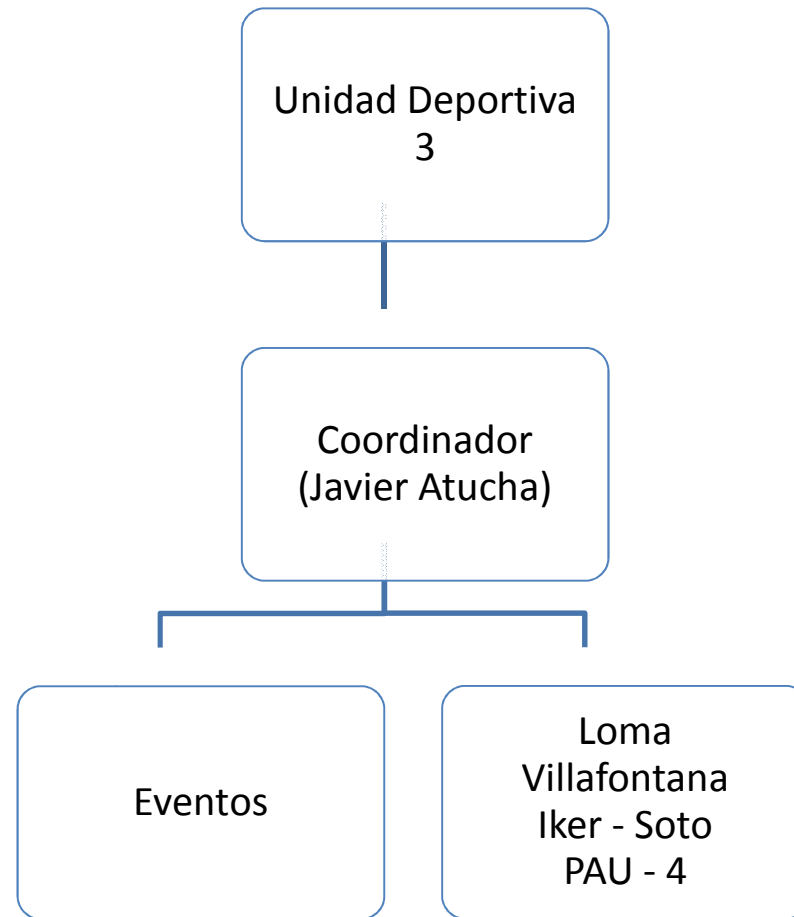 Unidad Deportiva
3
Coordinador
(Javier Atucha)
Eventos
Loma
Villafontana
Iker - Soto
PAU - 4